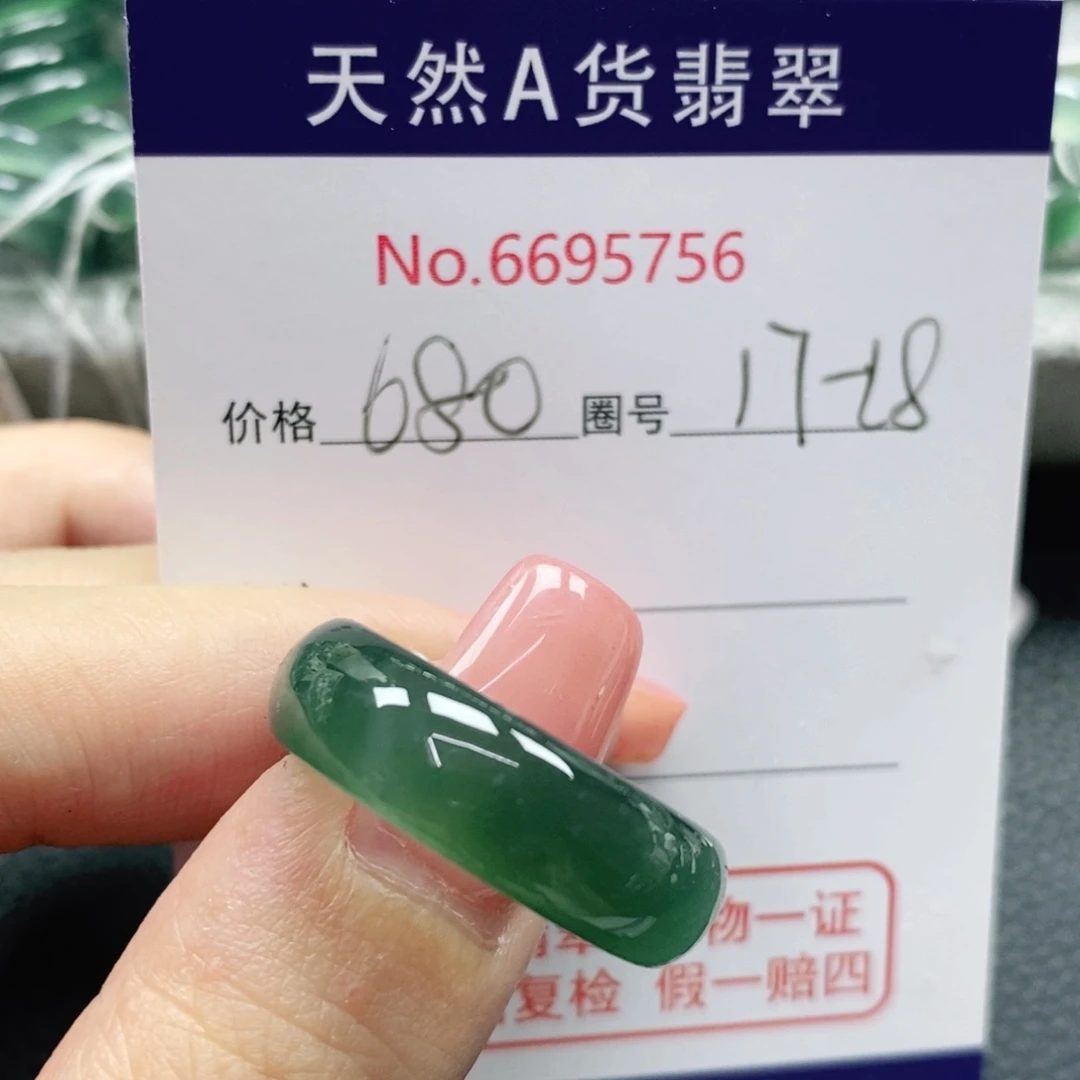 天然A货翡翠
No.6695756
价格 680 圈号 17-18
物一证
复检 假一赔四